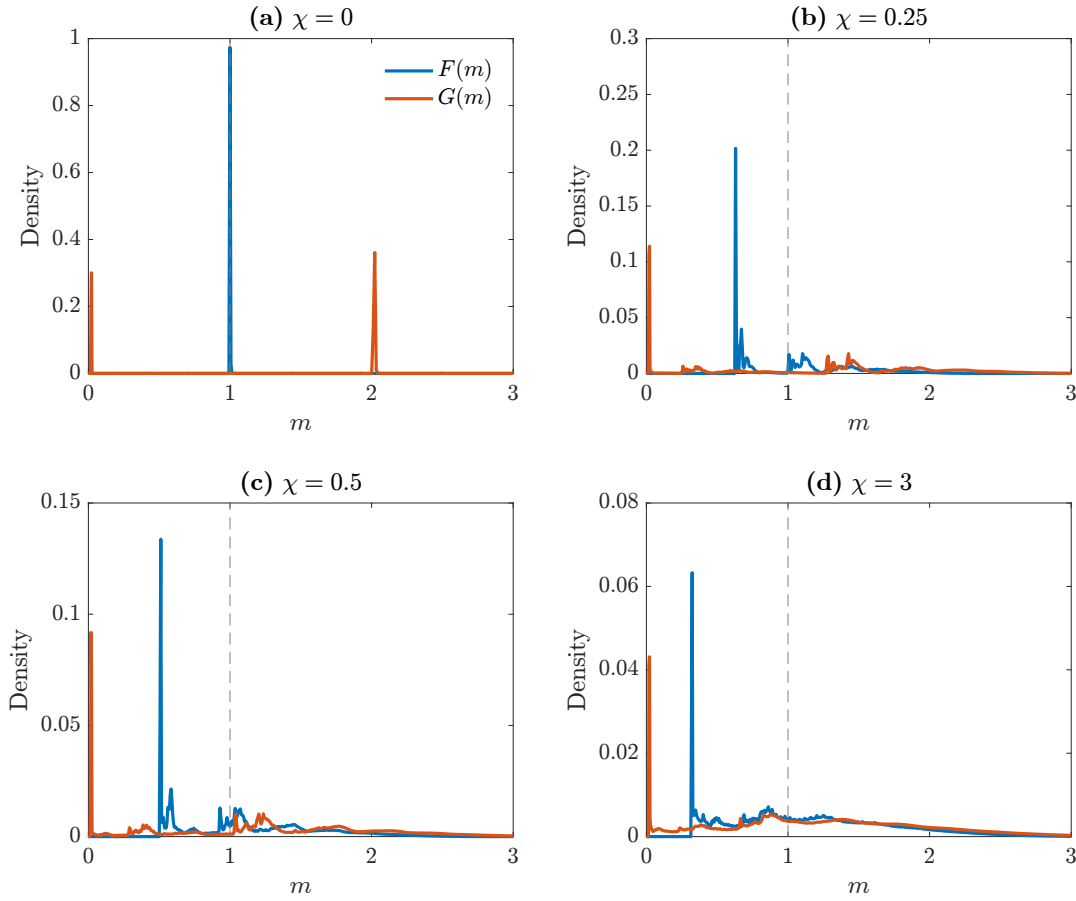 (a) χ = 0
1
0.8
0.6
0.4
0.2
0
Density
0 1 2 3
m
F(m)
G(m)
(b) χ = 0.25
0.3
0.25
0.2
0.15
0.1
0.05
0
Density
0 1 2 3
m
(c) χ = 0.5
0.15
0.1
0.05
0
Density
0 1 2 3
m
(d) χ = 3
0.08
0.06
0.04
0.02
0
Density
0 1 2 3
m